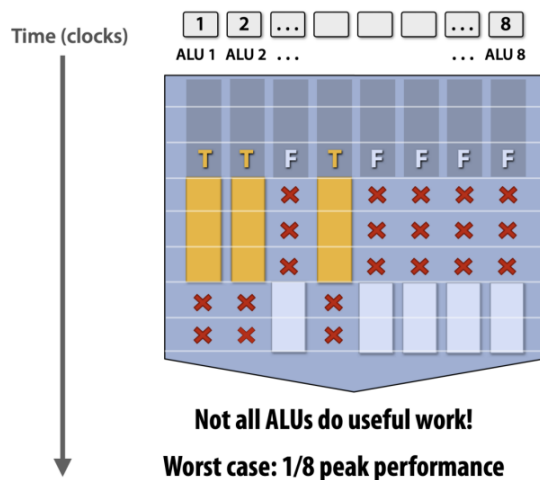 1 2 ... ... 8
Time (clocks)
ALU 1 ALU 2 ... ... ALU 8
T T F T F F F F
Not all ALUs do useful work!
Worst case: 1/8 peak performance